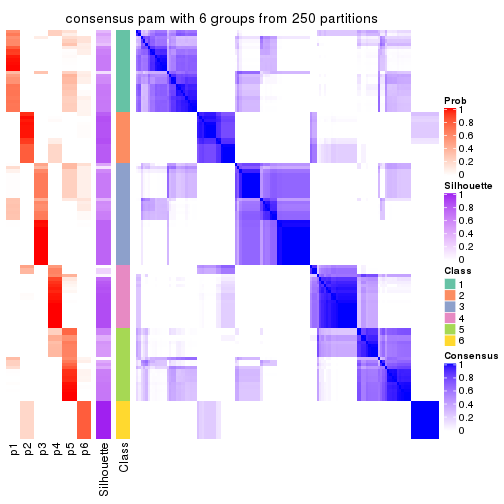 consensus pam with 6 groups from 250 partitions
Prob
1
0.8
0.6
0.4
0.2
0
Silhouette
1
0.8
0.6
0.4
0.2
0
Class
1
2
3
4
5
6
Consensus
1
0.8
0.6
0.4
0.2
0
p1
p2
p3
p4
p5
p6
Silhouette
Class